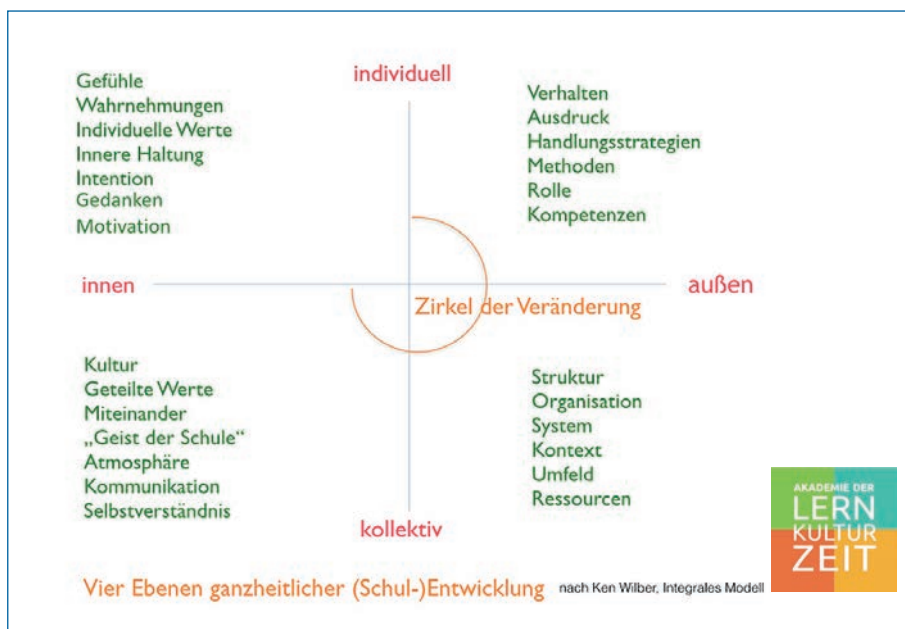 individuell
Gefühle
Wahrnehmungen
Individuelle Werte
Innere Haltung
Intention
Gedanken
Motivation
Verhalten
Ausdruck
Handlungsstrategien
Methoden
Rolle
Kompetenzen
innen
außen
Zirkel der Veränderung
Kultur
Geteilte Werte
Miteinander
„Geist der Schule“
Atmosphäre
Kommunikation
Selbstverständnis
Struktur
Organisation
System
Kontext
Umfeld
Ressourcen
kollektiv
AKADEMIE DER
LERN
KULTUR
ZEIT
Vier Ebenen ganzheitlicher (Schul-)Entwicklung nach Ken Wilber, Integrales Modell